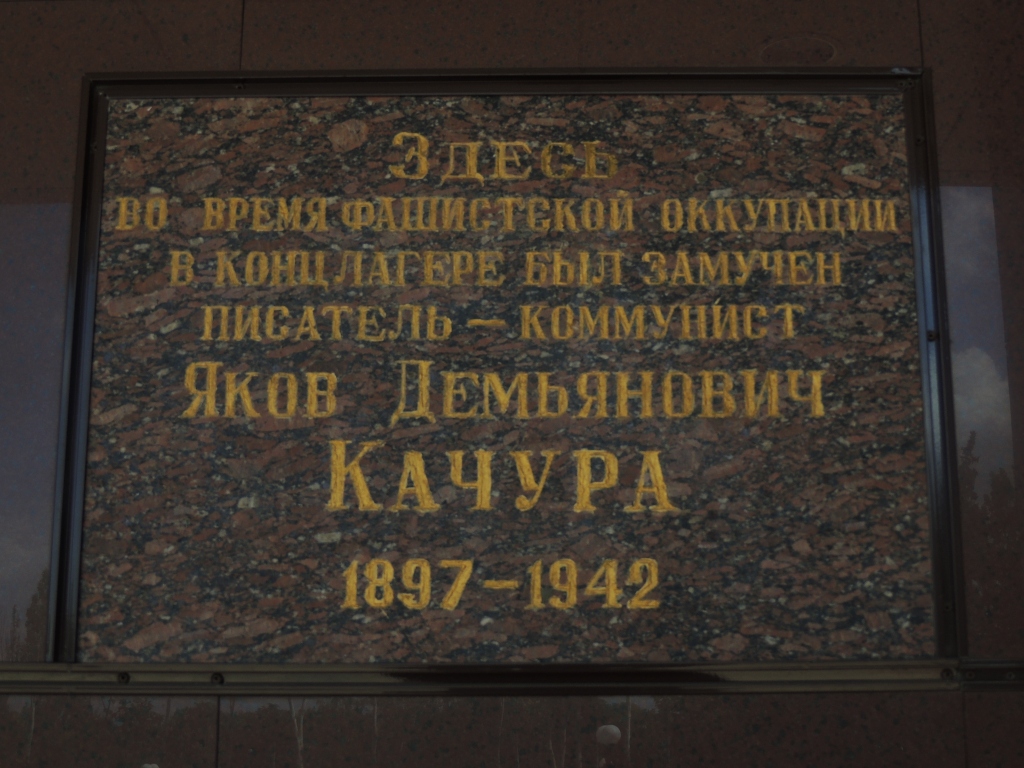 Здесь
во время фашистской оккупации
в концлагере был замучен
писатель – коммунист
Яков Демьянович
Качура
1897–1942